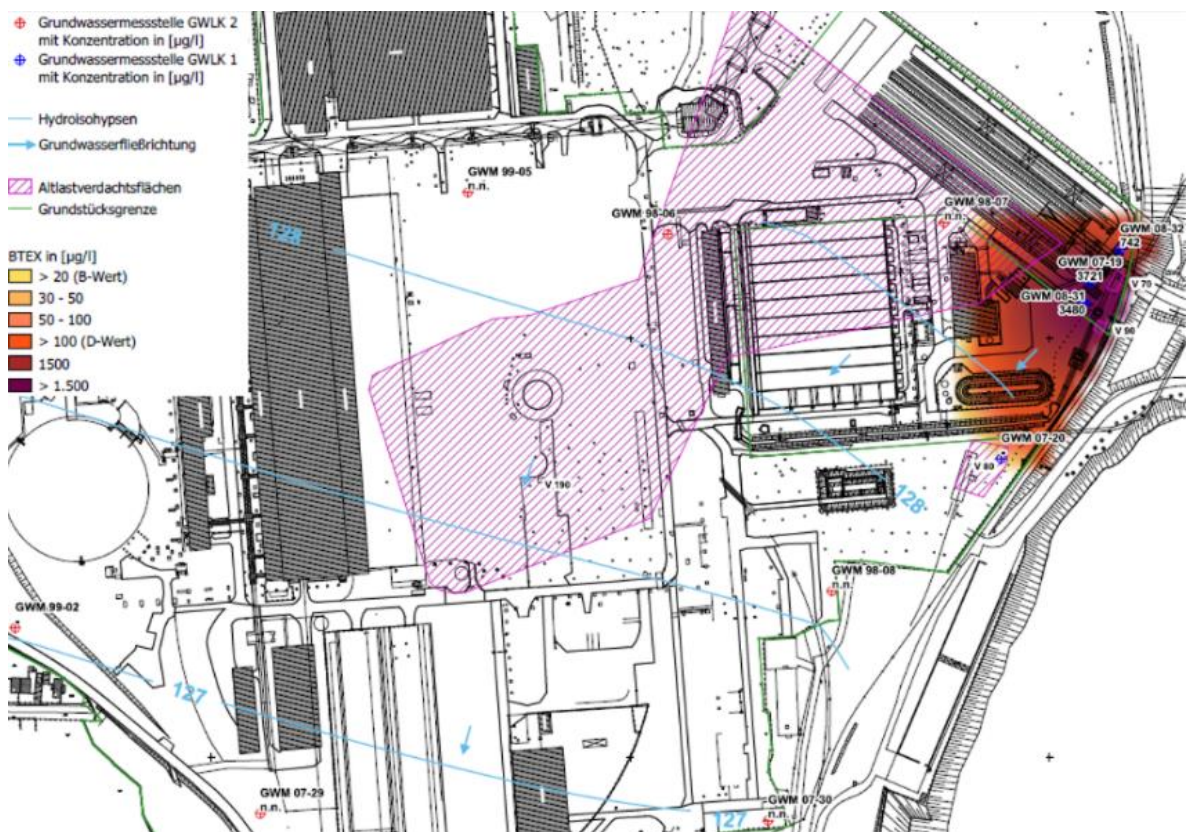 Grundwassermessstelle GWLK 2
mit Konzentration in [µg/l]
Grundwassermessstelle GWLK 1
mit Konzentration in [µg/l]
Hydroisohypsen
Grundwasserfließrichtung
Altlastverdachtsflächen
Grundstücksgrenze
BTEX in [µg/l]
> 20 (B-Wert)
30 - 50
50 - 100
> 100 (D-Wert)
1500
> 1.500
GWM 99-05
n.n.
GWM 98-06
GWM 98-07
n.n.
GWM 08-32
742
GWM 07-19
3721
V 70
GWM 08-31
3480
V 90
128
GWM 07-20
V 80
V 190
128
GWM 98-08
n.n.
GWM 99-02
127
GWM 07-29
n.n.
GWM 07-30
n.n.
127